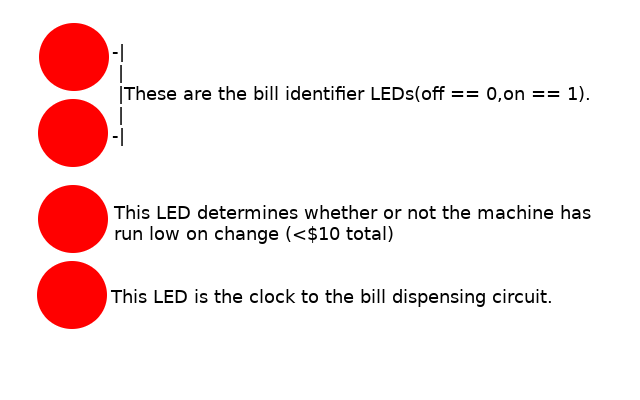 -|
|
|These are the bill identifier LEDs(off == 0,on == 1).
|
-|
This LED determines whether or not the machine has
run low on change (<$10 total)
This LED is the clock to the bill dispensing circuit.